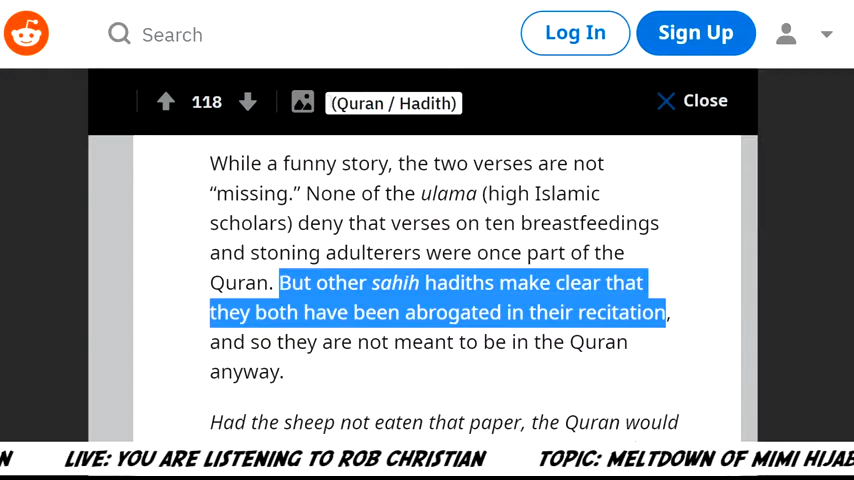 Search
Log In
Sign Up
118
(Quran / Hadith)
Close
While a funny story, the two verses are not
“missing.” None of the ulama (high Islamic
scholars) deny that verses on ten breastfeedings
and stoning adulterers were once part of the
Quran. But other sahih hadiths make clear that
they both have been abrogated in their recitation,
and so they are not meant to be in the Quran
anyway.
Had the sheep not eaten that paper, the Quran would
N LIVE: YOU ARE LISTENING TO ROB CHRISTIAN TOPIC: MELTDOWN OF MIMI HIJAB